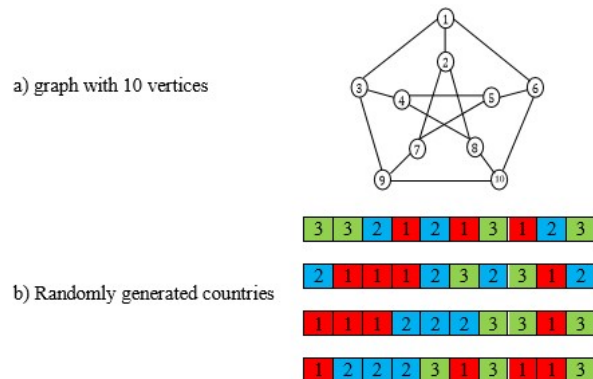 1
2
a) graph with 10 vertices
3 4 5 6
7 8
9 10
3 3 2 1 2 1 3 1 2 3
2 1 1 1 2 3 2 3 1 2
b) Randomly generated countries
1 1 1 2 2 2 3 3 1 3
1 2 2 2 3 1 3 1 1 3